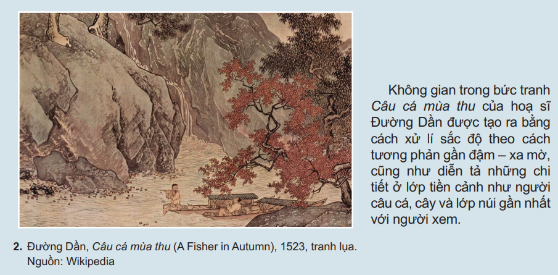 Không gian trong bức tranh
Câu cá mùa thu của hoạ sĩ
Đường Dần được tạo ra bằng
cách xử lí sắc độ theo cách
tương phản gần đậm – xa mờ,
cũng như diễn tả những chi
tiết ở lớp tiền cảnh như người
câu cá, cây và lớp núi gần nhất
với người xem.
2. Đường Dần, Câu cá mùa thu (A Fisher in Autumn), 1523, tranh lụa.
Nguồn: Wikipedia